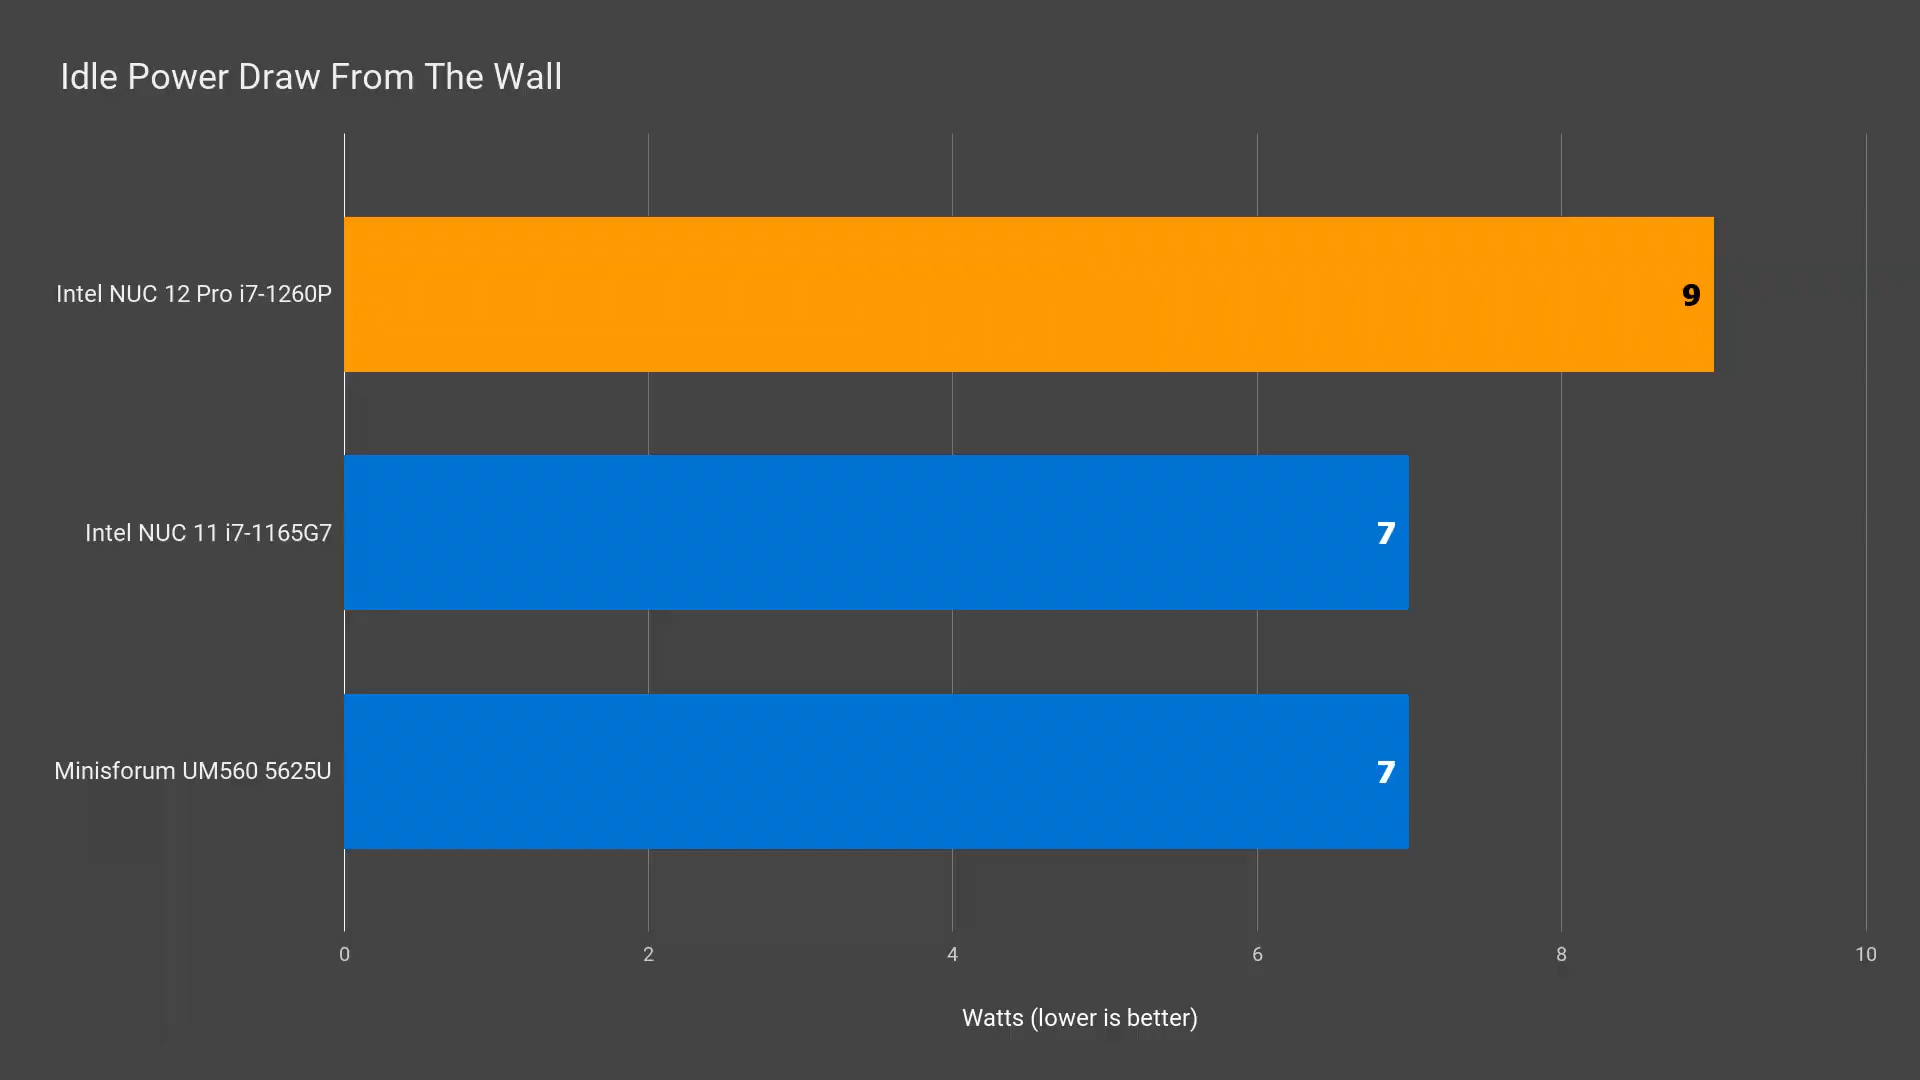 Idle Power Draw From The Wall
Intel NUC 12 Pro i7-1260P
9
Intel NUC 11 i7-1165G7
7
Minisforum UM560 5625U
7
0 2 4 6 8 10
Watts (lower is better)